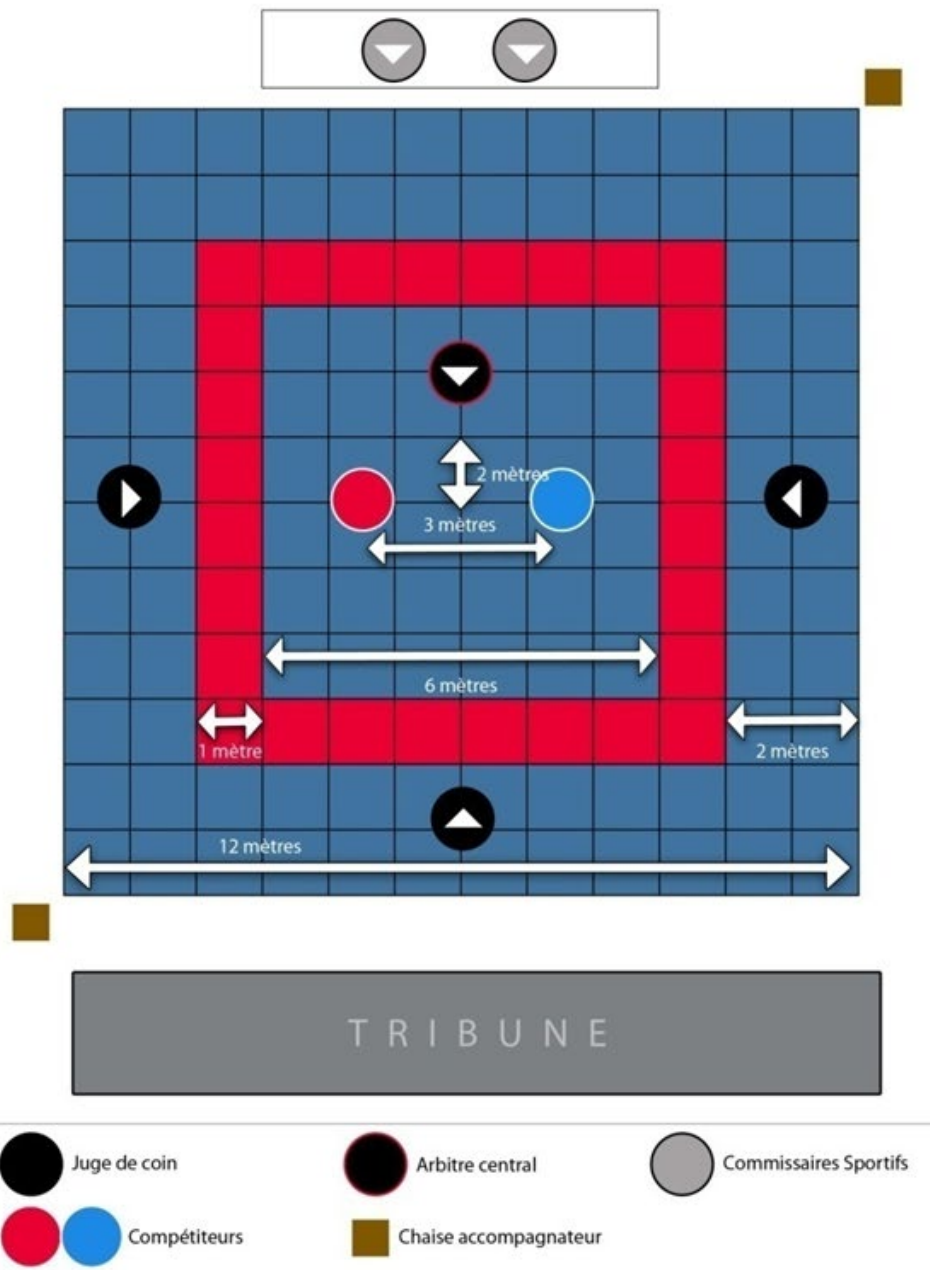 2 mètres
3 mètres
6 mètres
1 mètre
2 mètres
12 mètres
TRIBUNE
Juge de coin
Arbitre central
Commissaires Sportifs
Compétiteurs
Chaise accompagnateur